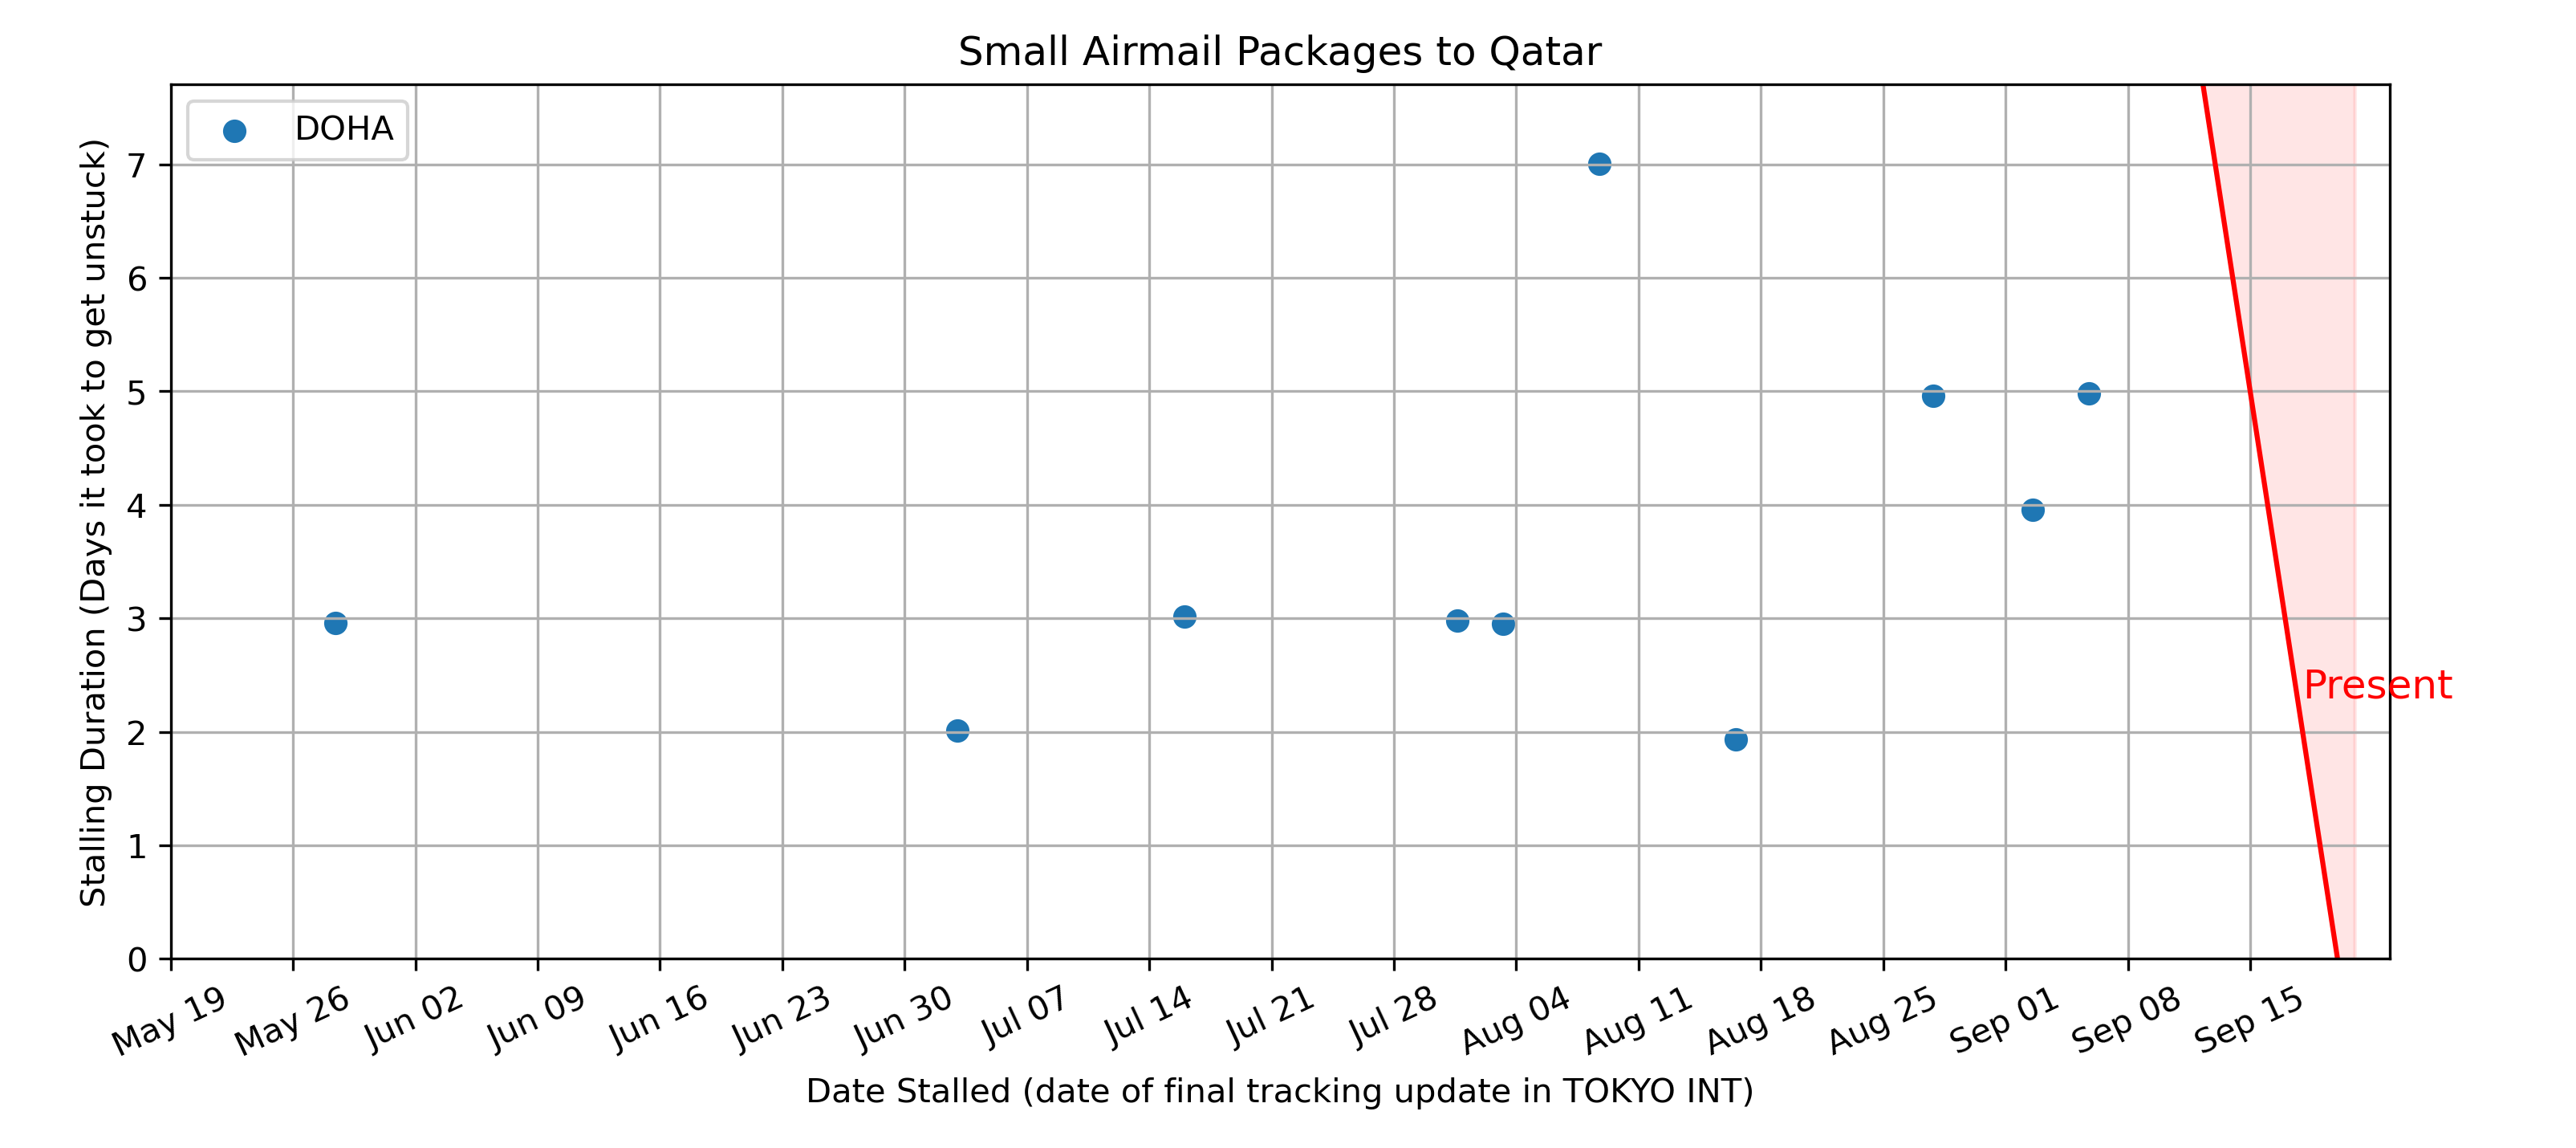 Small Airmail Packages to Qatar
DOHA
Stalling Duration (Days it took to get unstuck)
7
6
5
4
3
2
1
0
Present
May 19
May 26
Jun 02
Jun 09
Jun 16
Jun 23
Jun 30
Jul 07
Jul 14
Jul 21
Jul 28
Aug 04
Aug 11
Aug 18
Aug 25
Sep 01
Sep 08
Sep 15
Date Stalled (date of final tracking update in TOKYO INT)